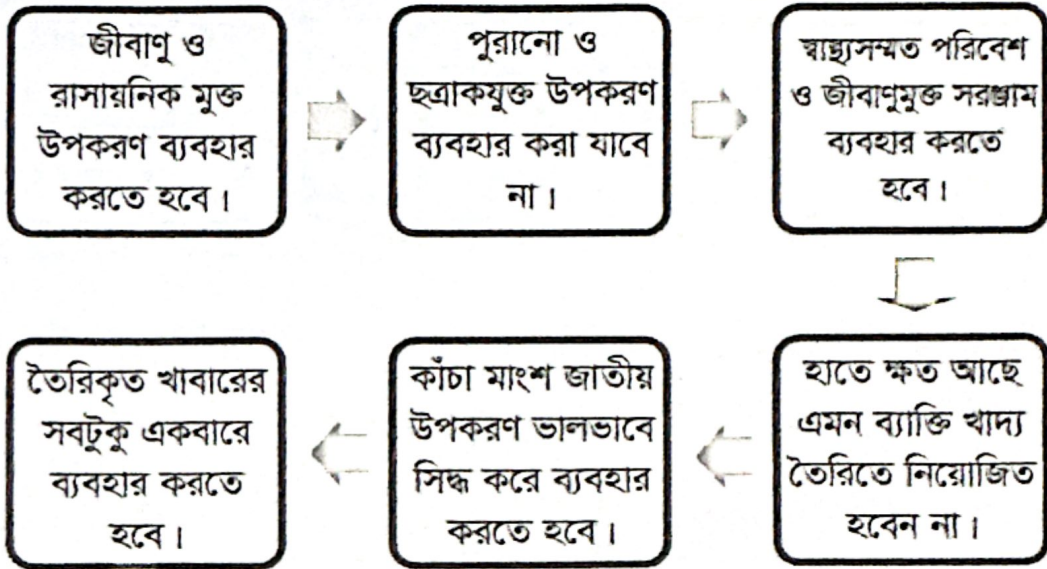 জীবাণু ও
রাসায়নিক মুক্ত
উপকরণ ব্যবহার
করতে হবে।
পুরানো ও
ছত্রাকযুক্ত উপকরণ
ব্যবহার করা যাবে
না।
স্বাস্থ্যসম্মত পরিবেশ
ও জীবাণুমুক্ত সরঞ্জাম
ব্যবহার করতে
হবে।
হাতে ক্ষত আছে
এমন ব্যাক্তি খাদ্য
তৈরিতে নিয়োজিত
হবেন না।
কাঁচা মাংশ জাতীয়
উপকরণ ভালভাবে
সিদ্ধ করে ব্যবহার
করতে হবে।
তৈরিকৃত খাবারের
সবটুকু একবারে
ব্যবহার করতে
হবে।